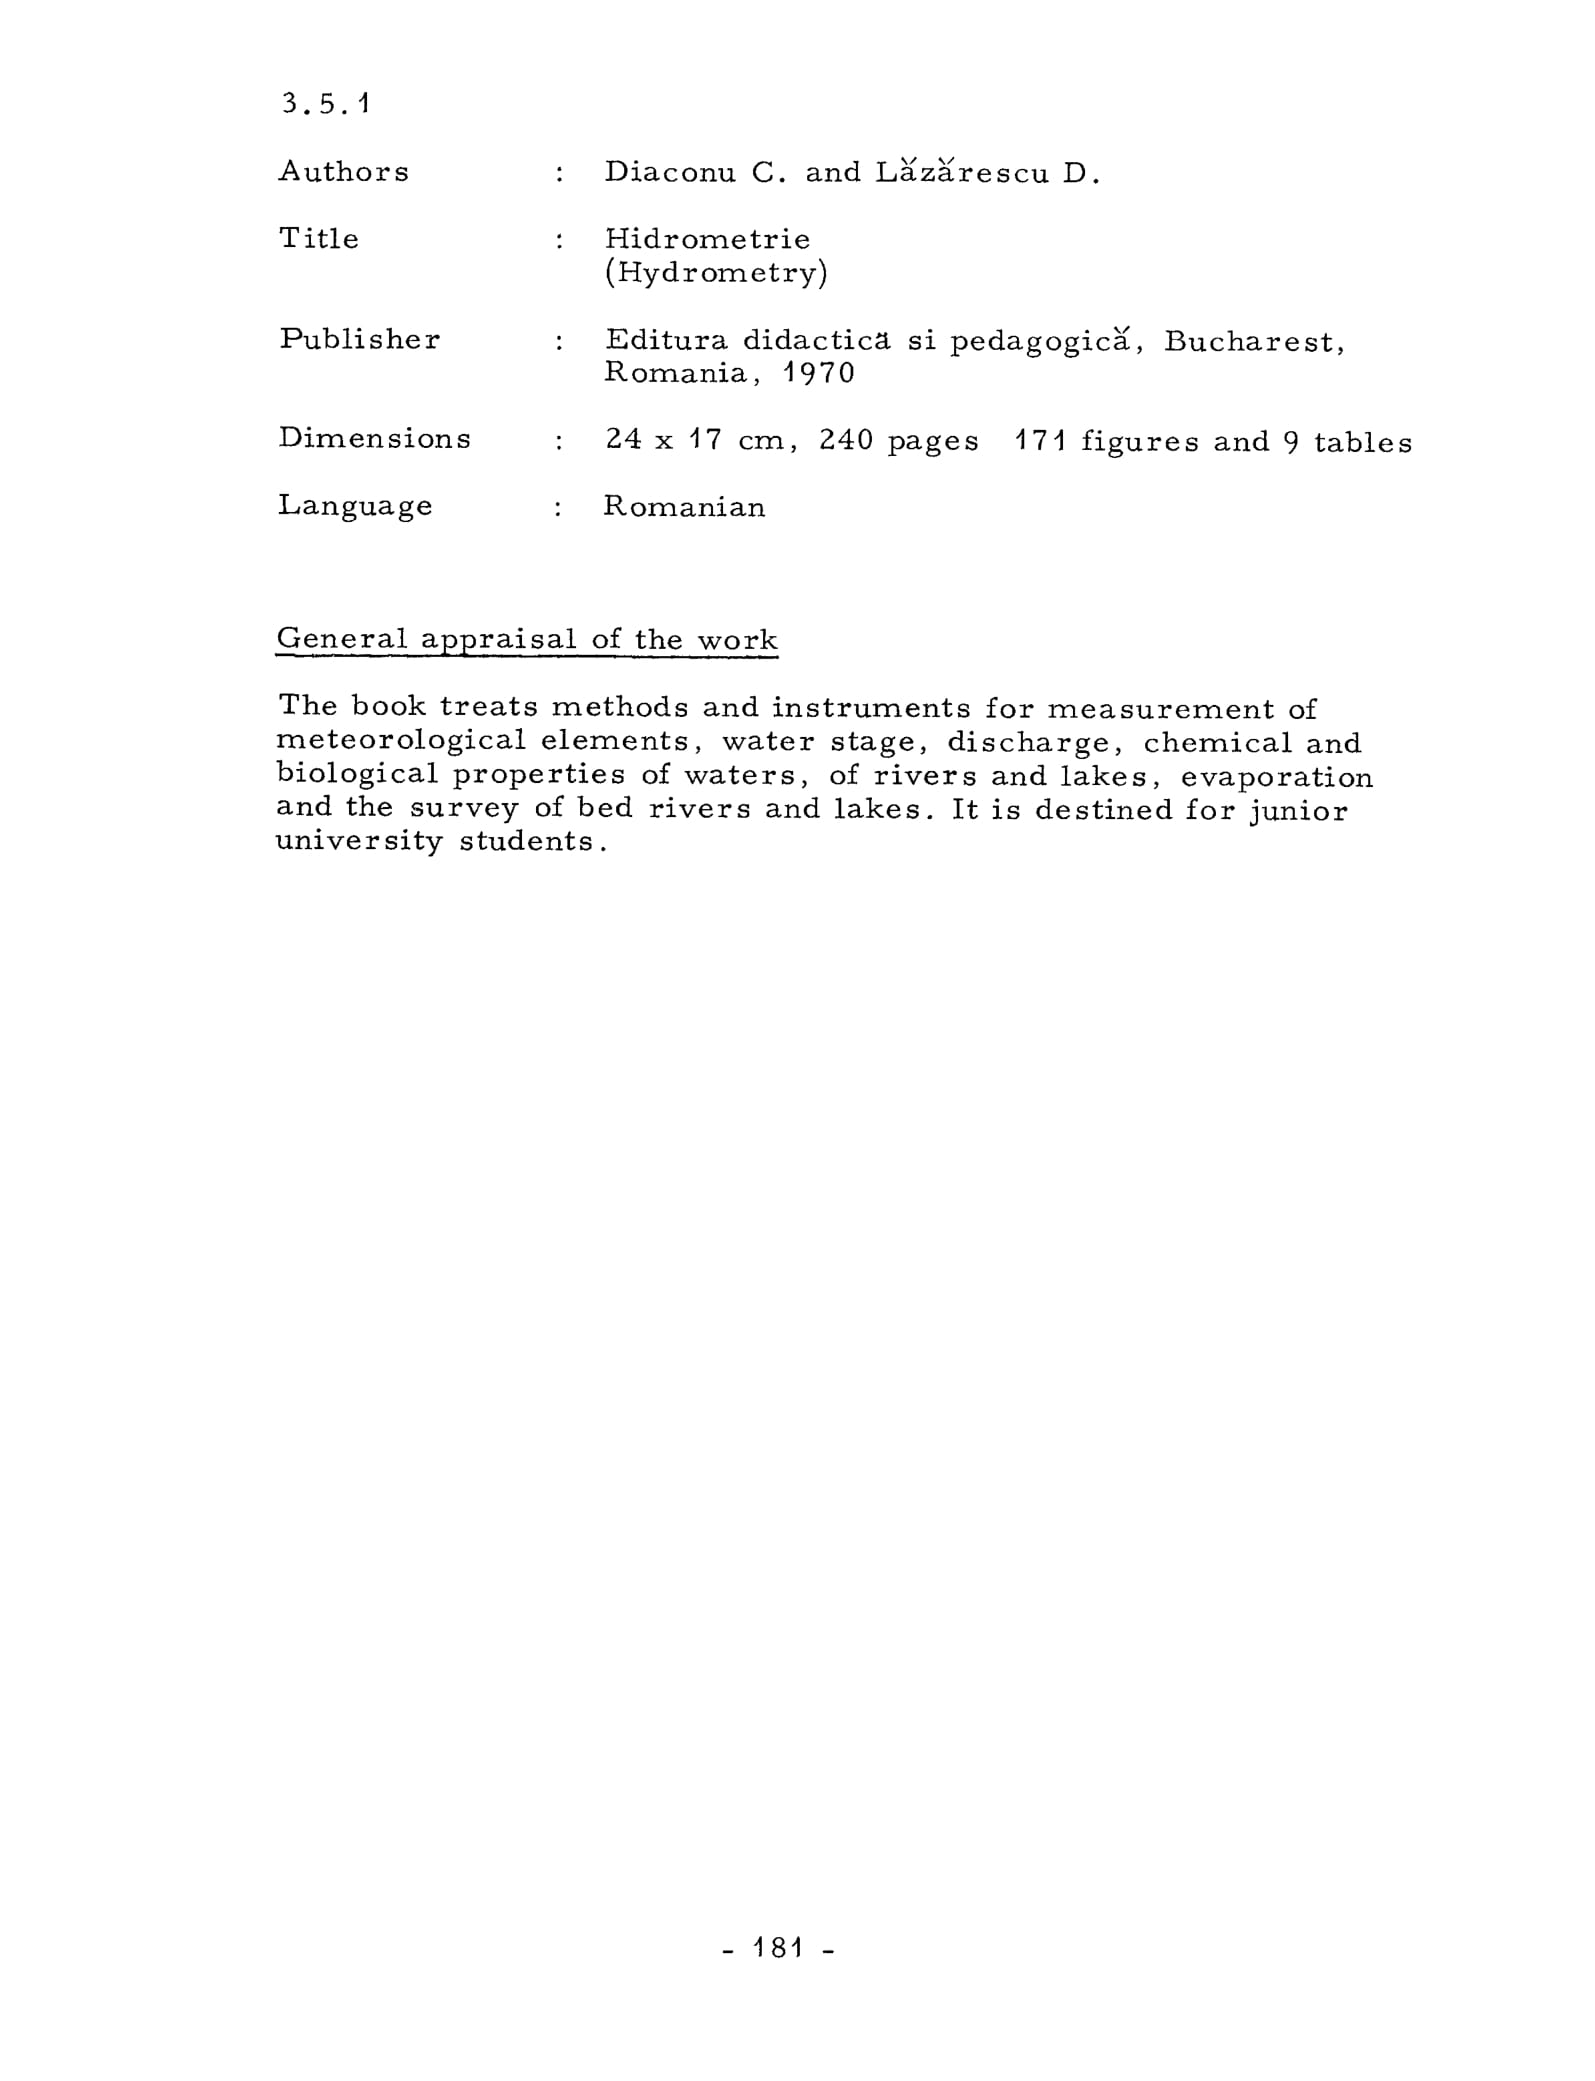 3.5.1
Authors : Diaconu C. and Lăzărescu D.
Title : Hidrometrie
(Hydrometry)
Publisher : Editura didactică si pedagogică, Bucharest,
Romania, 1970
Dimensions : 24 x 17 cm, 240 pages 171 figures and 9 tables
Language : Romanian
General appraisal of the work
The book treats methods and instruments for measurement of
meteorological elements, water stage, discharge, chemical and
biological properties of waters, of rivers and lakes, evaporation
and the survey of bed rivers and lakes. It is destined for junior
university students.
- 181 -